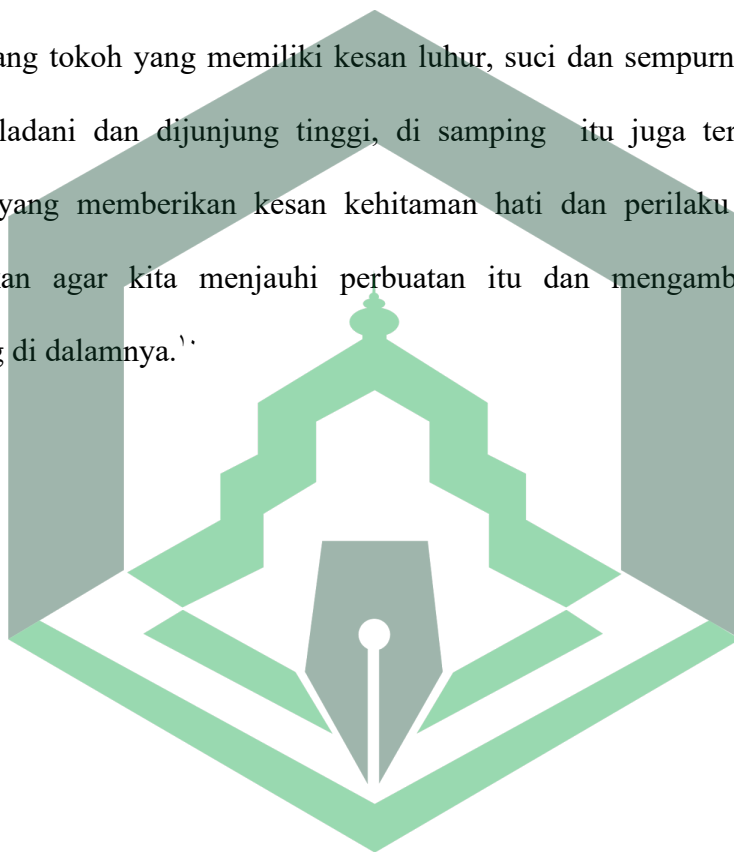 ang tokoh yang memiliki kesan luhur, suci dan sempurn
ladani dan dijunjung tinggi, di samping itu juga ter
yang memberikan kesan kehitaman hati dan perilaku
an agar kita menjauhi perbuatan itu dan mengamb
g di dalamnya.١٠